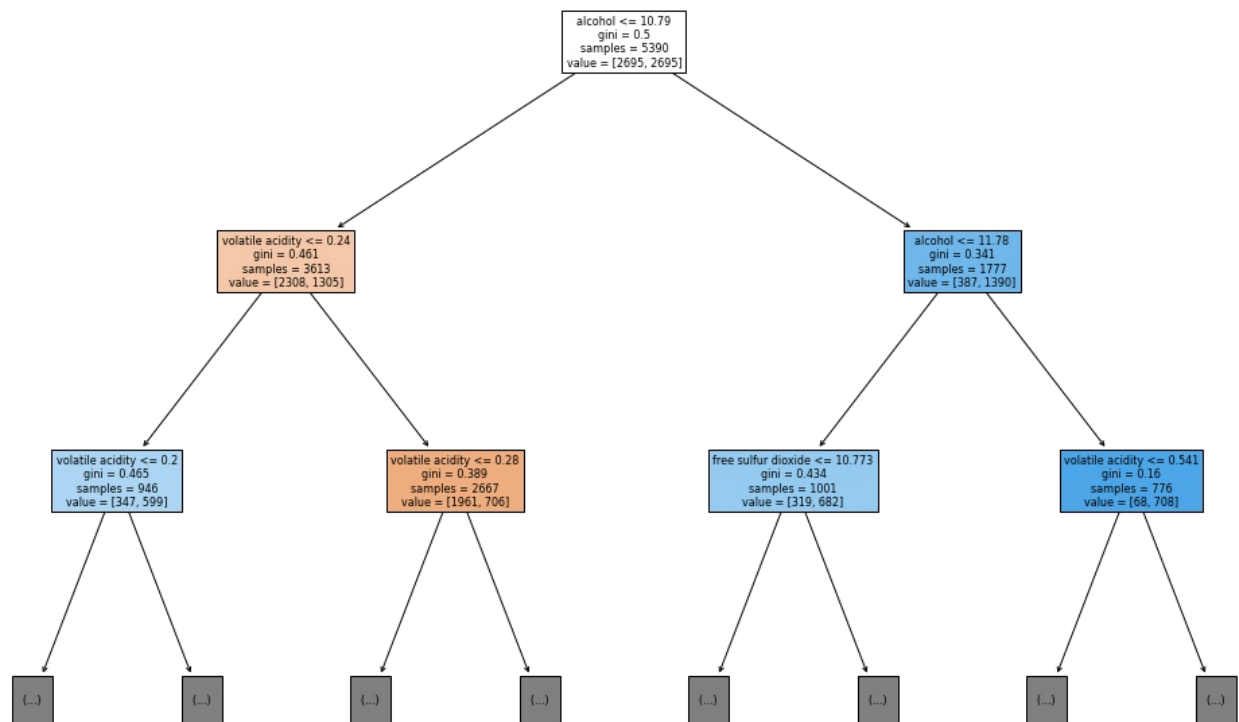 alcohol <= 10.79
gini = 0.5
samples = 5390
value = [2695, 2695]
volatile acidity <= 0.24
gini = 0.461
samples = 3613
value = [2308, 1305]
alcohol <= 11.78
gini = 0.341
samples = 1777
value = [387, 1390]
volatile acidity <= 0.2
gini = 0.465
samples = 946
value = [347, 599]
volatile acidity <= 0.28
gini = 0.389
samples = 2667
value = [1961, 706]
free sulfur dioxide <= 10.773
gini = 0.434
samples = 1001
value = [319, 682]
volatile acidity <= 0.541
gini = 0.16
samples = 776
value = [68, 708]
(...)
(...)
(...)
(...)
(...)
(...)
(...)
(...)